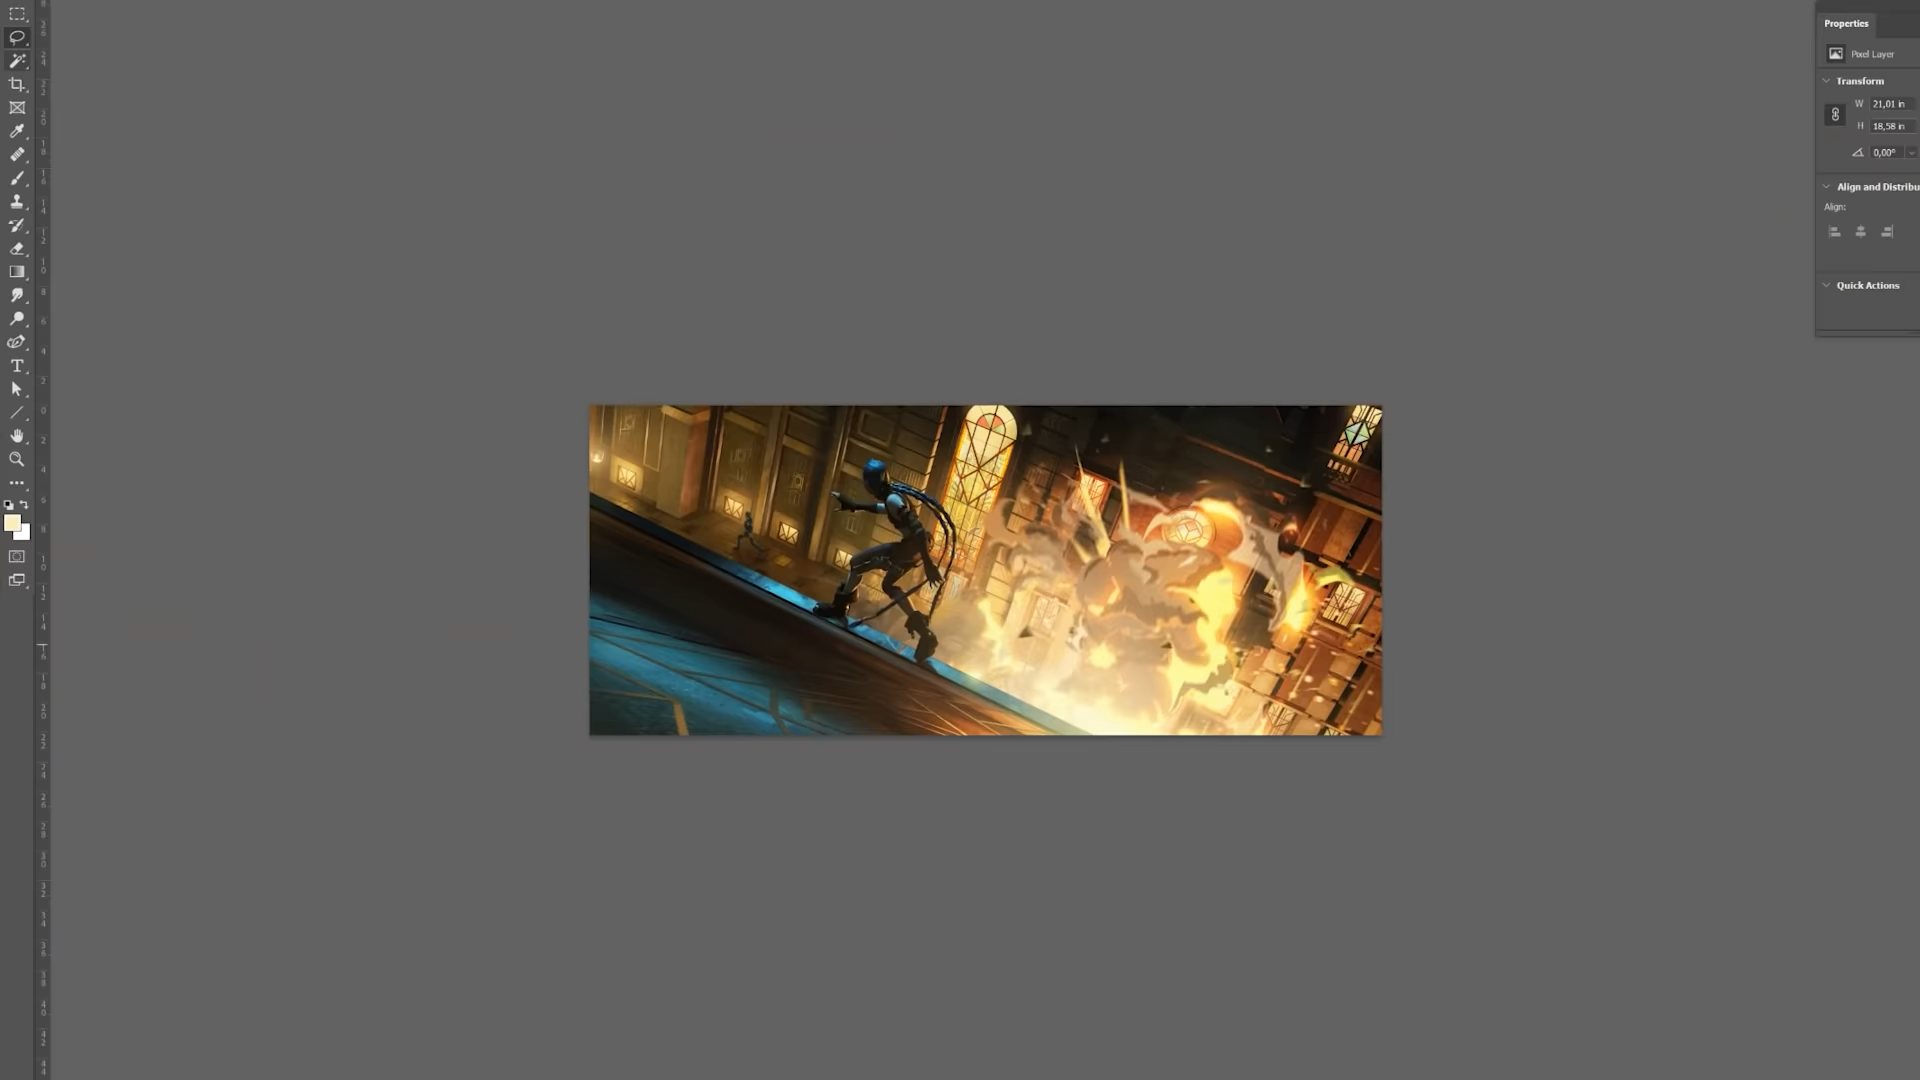 Properties
Pixel Layer
Transform
W 21,01 in
H 18,58 in
0,00°
Align and Distribu
Align:
Quick Actions